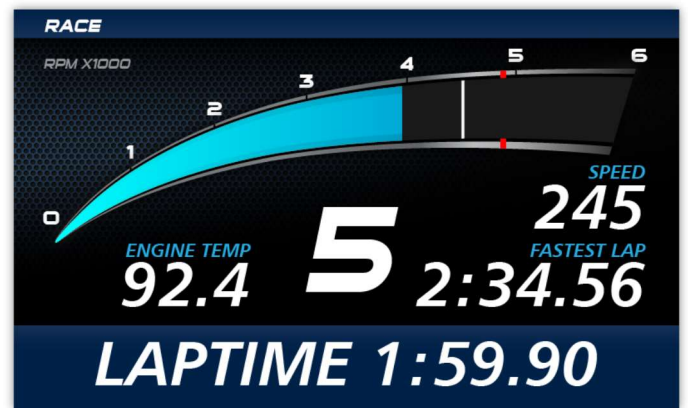 RACE
RPM X1000
0
1
2
3
4
5
6
SPEED
245
ENGINE TEMP
92.4
5
FASTEST LAP
2:34.56
LAPTIME 1:59.90